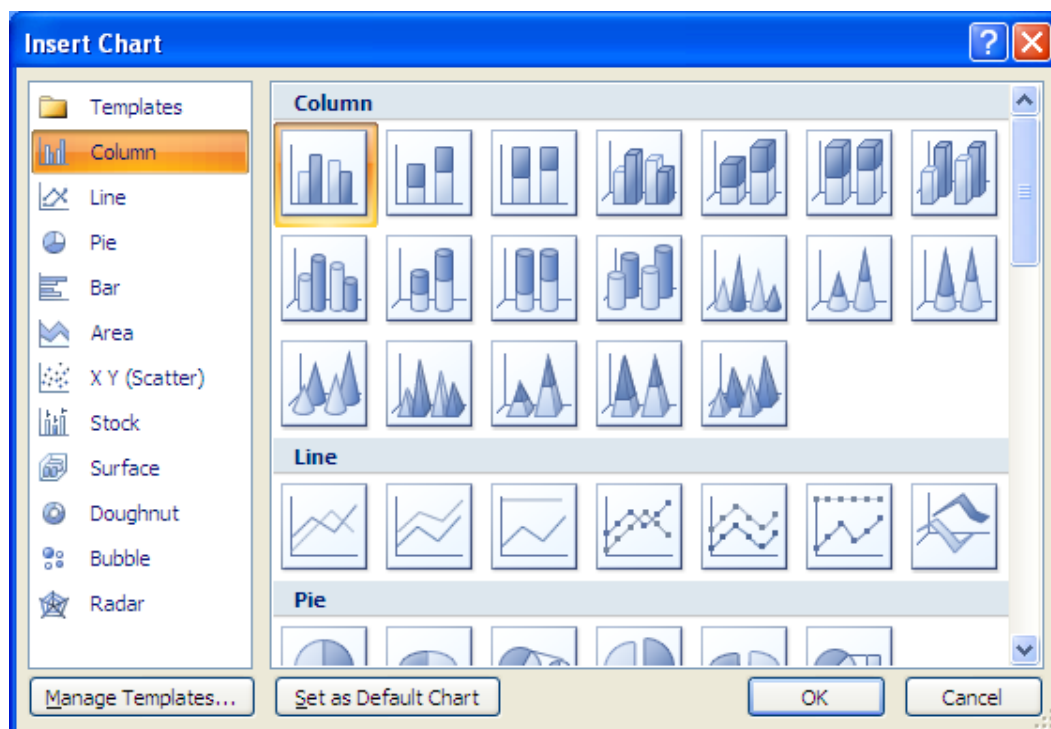 Insert Chart
Templates
Column
Line
Pie
Bar
Area
X Y (Scatter)
Stock
Surface
Doughnut
Bubble
Radar
Column
Line
Pie
Manage Templates...
Set as Default Chart
OK
Cancel